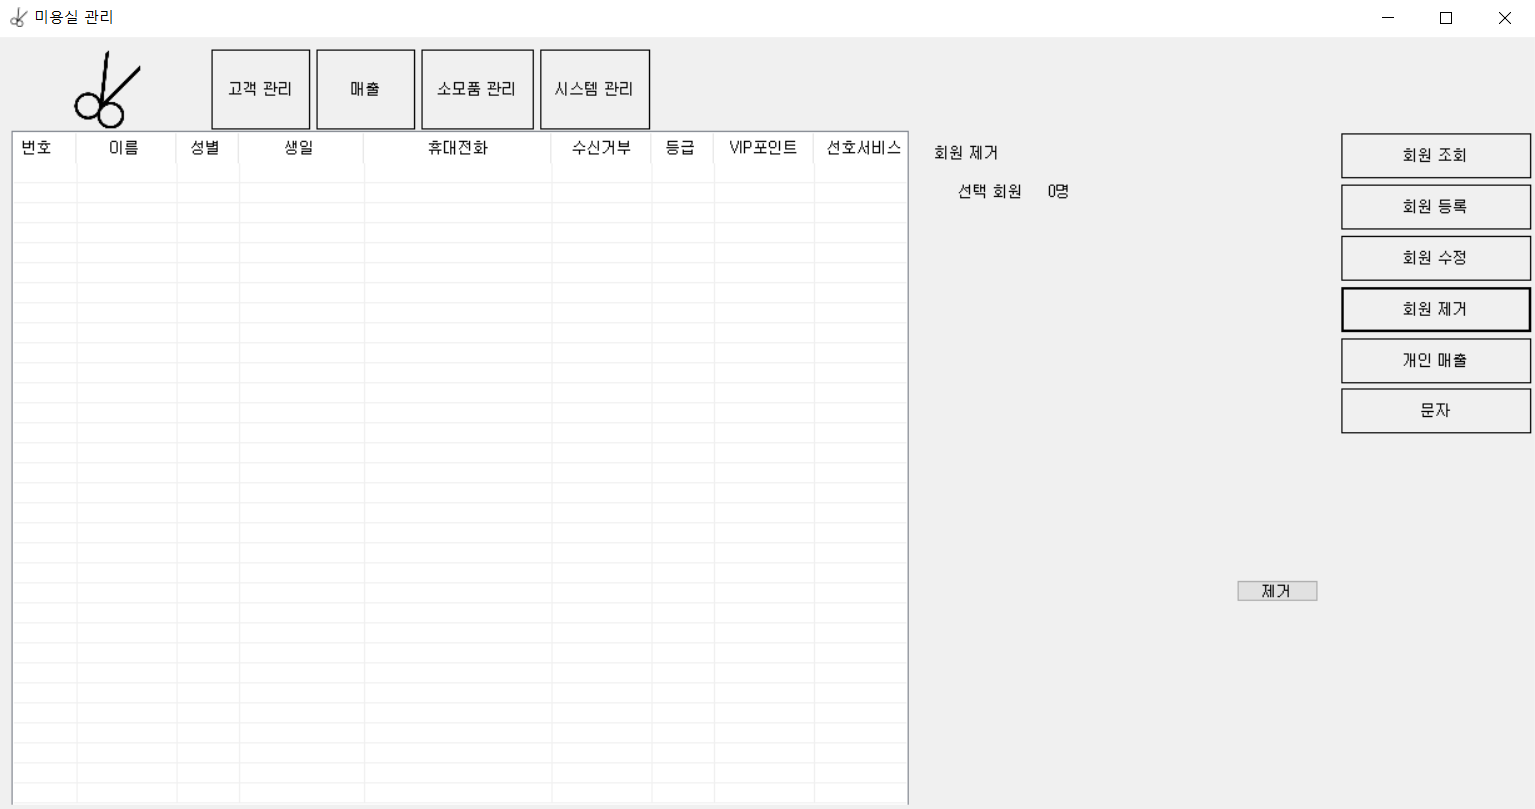 미용실 관리
고객 관리 매출 소모품 관리 시스템 관리
번호 이름 성별 생일 휴대전화 수신거부 등급 VIP포인트 선호서비스
회원 제거
선택 회원 0명
제거
회원 조회
회원 등록
회원 수정
회원 제거
개인 매출
문자